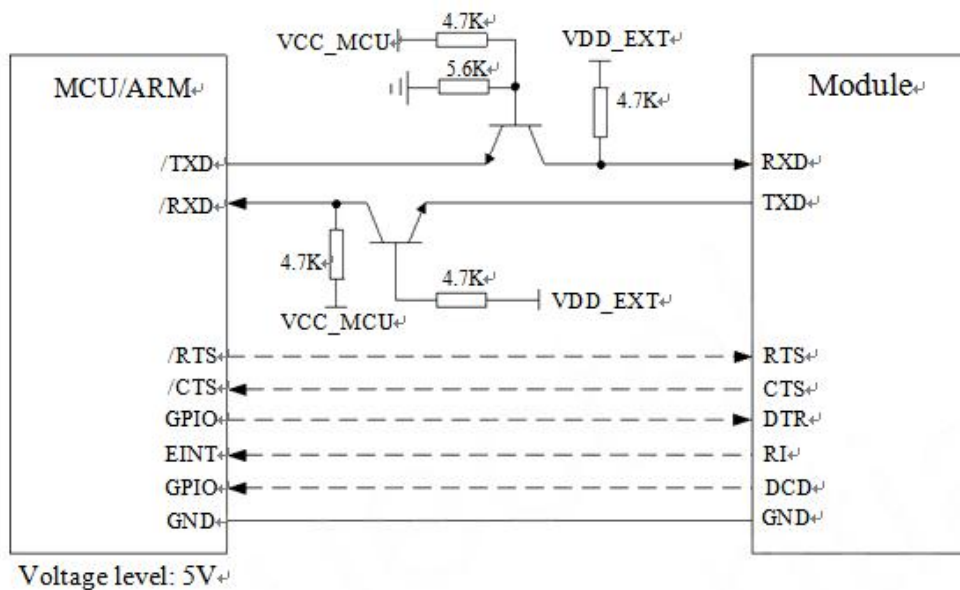 4.7K↵
VCC_MCU↵
VDD_EXT↵
5.6K↵
MCU/ARM↵
Module↵
4.7K↵
/TXD↵
RXD↵
/RXD↵
TXD↵
4.7K↵
4.7K↵
VDD_EXT↵
VCC_MCU↵
/RTS↵
RTS↵
/CTS↵
CTS↵
GPIO↵
DTR↵
EINT↵
RI↵
GPIO↵
DCD↵
GND↵
GND↵
Voltage level: 5V↵